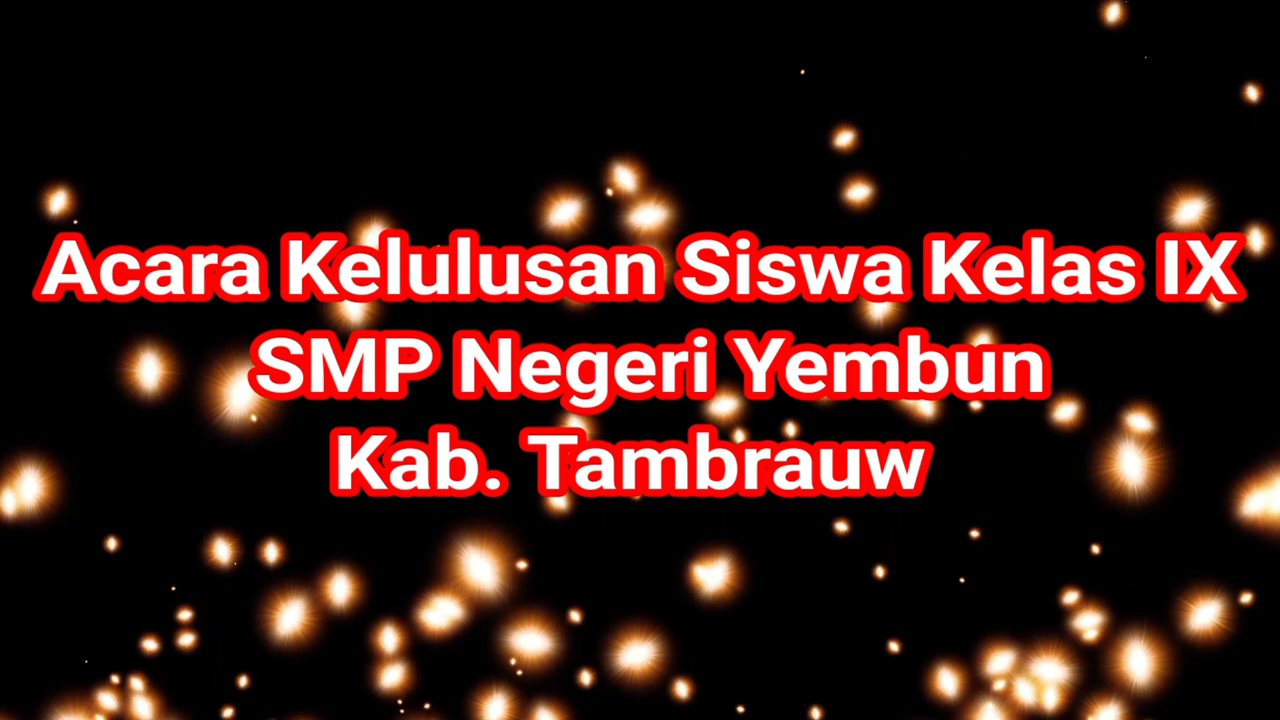 Acara Kelulusan Siswa Kelas IX
SMP Negeri Yembun
Kab. Tambrauw